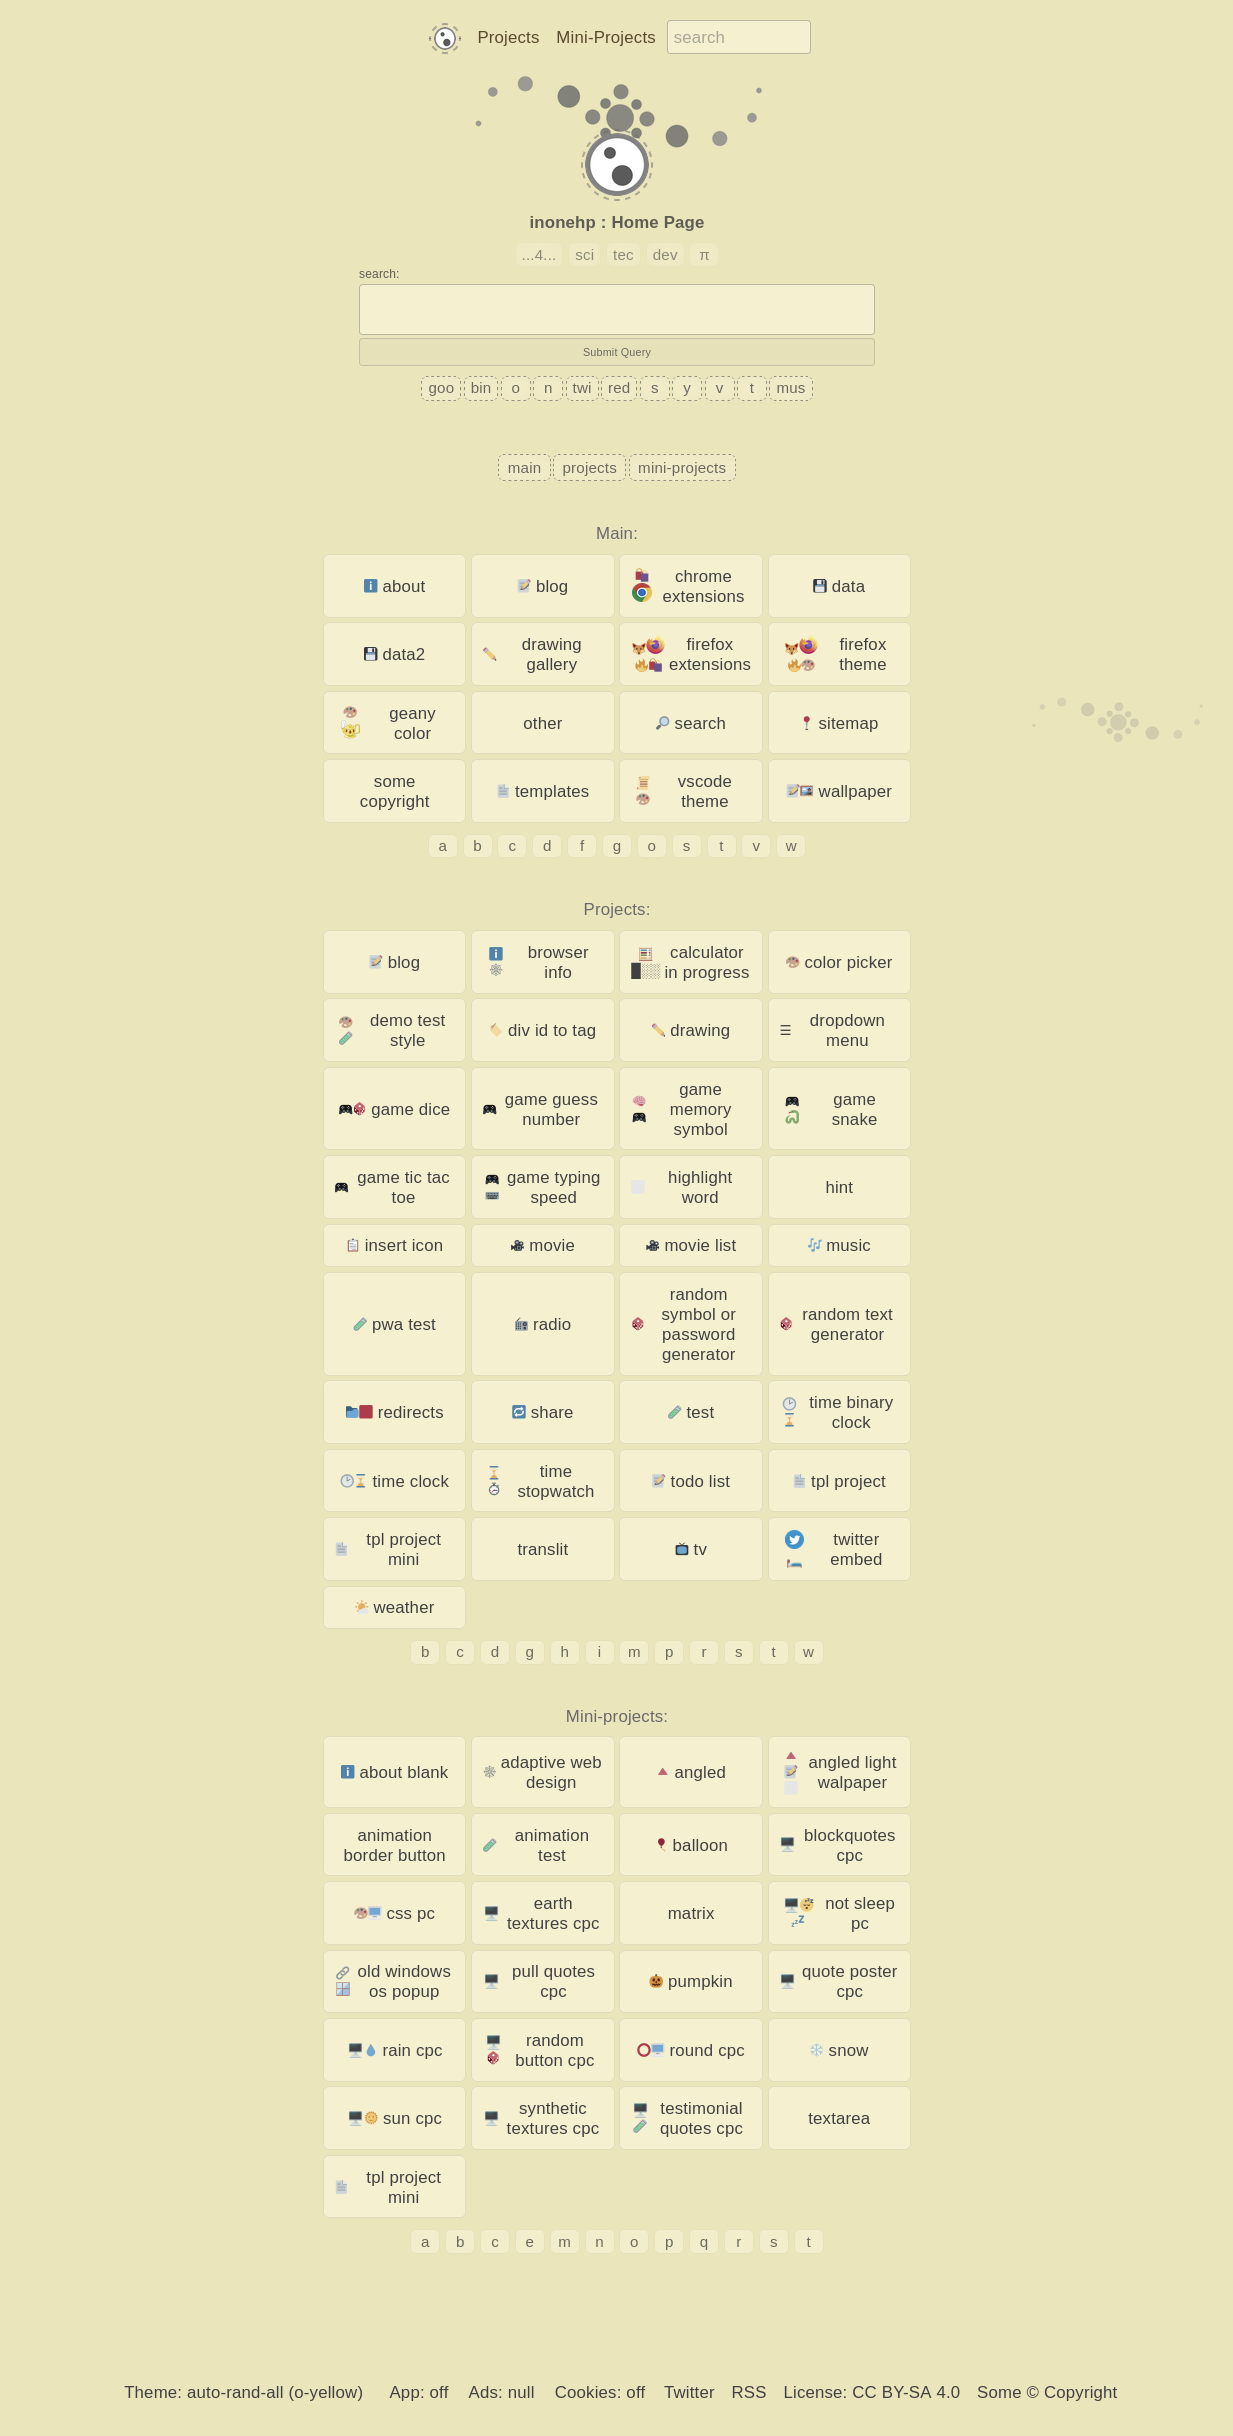 Projects Mini-Projects search
inonehp : Home Page
...4... sci tec dev π
search:
Submit Query
goo bin o n twi red s y v t mus
main projects mini-projects
Main:
about
blog
chrome
extensions
data
data2
drawing
gallery
firefox
extensions
firefox
theme
geany
color
other
search
sitemap
some
copyright
templates
vscode
theme
wallpaper
a b c d f g o s t v w
Projects:
blog
browser
info
calculator
in progress
color picker
demo test
style
div id to tag
drawing
dropdown
menu
game dice
game guess
number
game
memory
symbol
game
snake
game tic tac
toe
game typing
speed
highlight
word
hint
insert icon
movie
movie list
music
pwa test
radio
random
symbol or
password
generator
random text
generator
redirects
share
test
time binary
clock
time clock
time
stopwatch
todo list
tpl project
tpl project
mini
translit
tv
twitter
embed
weather
b c d g h i m p r s t w
Mini-projects:
about blank
adaptive web
design
angled
angled light
walpaper
animation
border button
animation
test
balloon
blockquotes
cpc
css pc
earth
textures cpc
matrix
not sleep
pc
old windows
os popup
pull quotes
cpc
pumpkin
quote poster
cpc
rain cpc
random
button cpc
round cpc
snow
sun cpc
synthetic
textures cpc
testimonial
quotes cpc
textarea
tpl project
mini
a b c e m n o p q r s t
Theme: auto-rand-all (o-yellow) App: off Ads: null Cookies: off Twitter RSS License: CC BY-SA 4.0 Some © Copyright